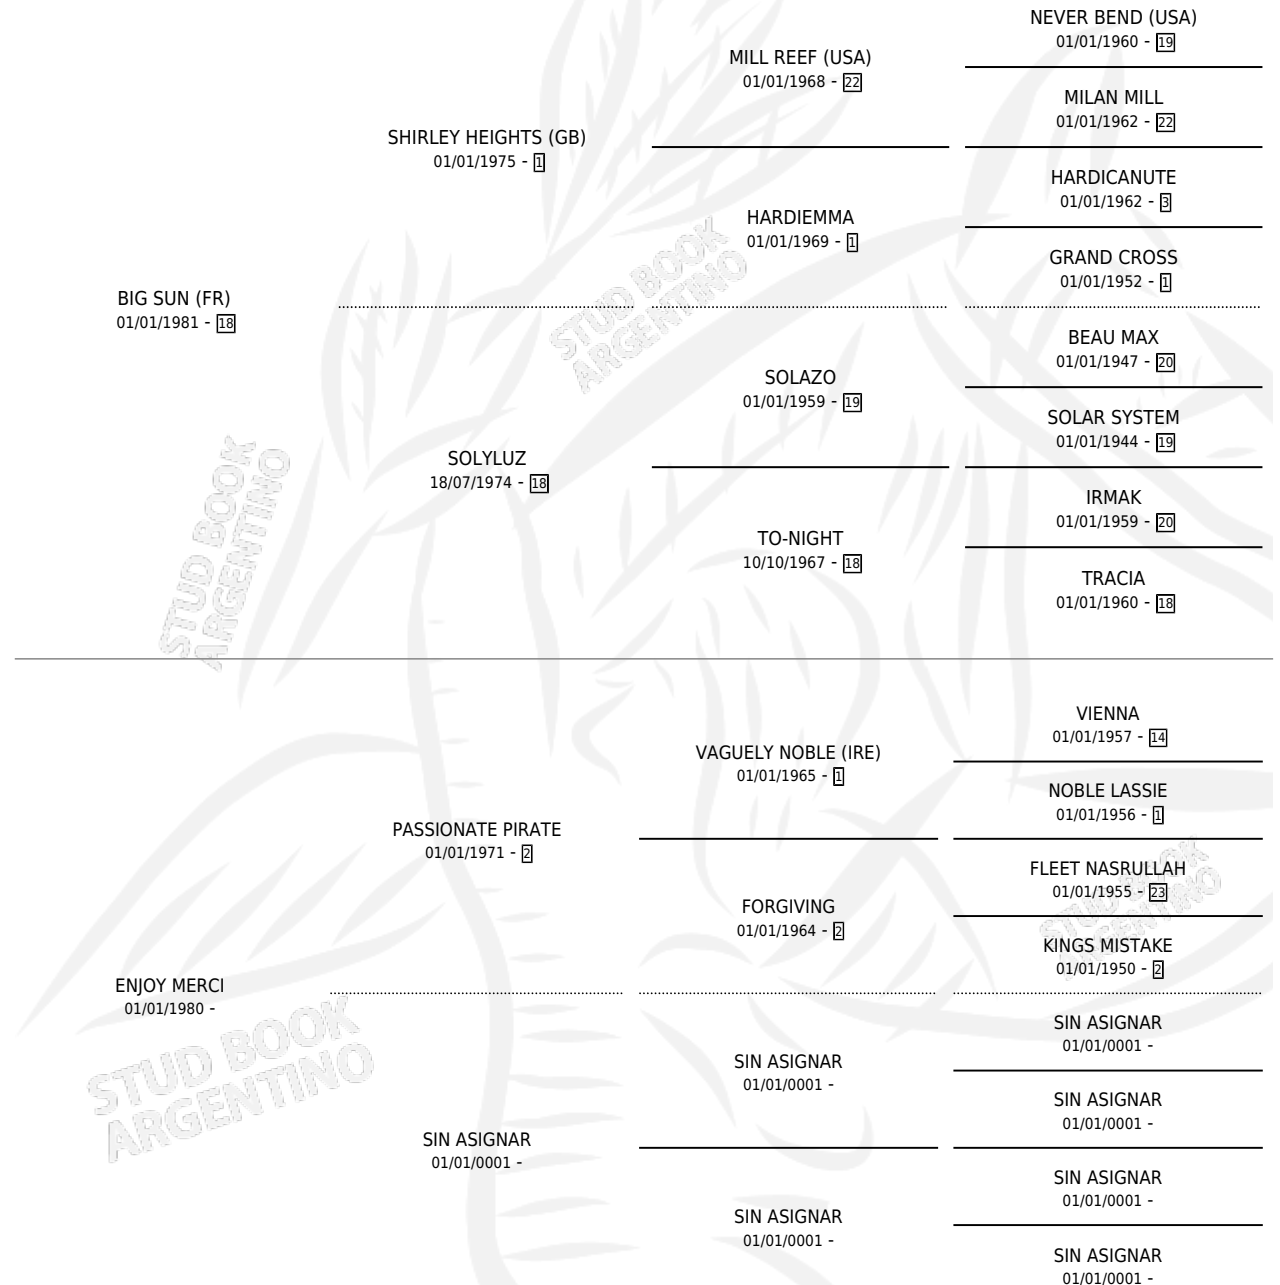 NEVER BEND (USA)
01/01/1960 - 19
MILL REEF (USA)
01/01/1968 - 22
MILAN MILL
01/01/1962 - 22
SHIRLEY HEIGHTS (GB)
01/01/1975 - 1
HARDICANUTE
01/01/1962 - 3
HARDIEMMA
01/01/1969 - 1
GRAND CROSS
01/01/1952 - 1
BIG SUN (FR)
01/01/1981 - 18
STUD BOOK
ARGENTINO
BEAU MAX
01/01/1947 - 20
SOLAZO
01/01/1959 - 19
SOLAR SYSTEM
01/01/1944 - 19
SOLYLUZ
18/07/1974 - 18
IRMAK
01/01/1959 - 20
TO-NIGHT
10/10/1967 - 18
TRACIA
01/01/1960 - 18
STUD BOOK
ARGENTINO
VIENNA
01/01/1957 - 14
VAGUELY NOBLE (IRE)
01/01/1965 - 1
NOBLE LASSIE
01/01/1956 - 1
PASSIONATE PIRATE
01/01/1971 - 2
FLEET NASRULLAH
01/01/1955 - 23
FORGIVING
01/01/1964 - 2
KINGS MISTAKE
01/01/1950 - 2
STUD BOOK
ARGENTINO
ENJOY MERCI
01/01/1980 -
SIN ASIGNAR
01/01/0001 -
SIN ASIGNAR
01/01/0001 -
SIN ASIGNAR
01/01/0001 -
STUD BOOK
ARGENTINO
SIN ASIGNAR
01/01/0001 -
SIN ASIGNAR
01/01/0001 -
SIN ASIGNAR
01/01/0001 -
SIN ASIGNAR
01/01/0001 -